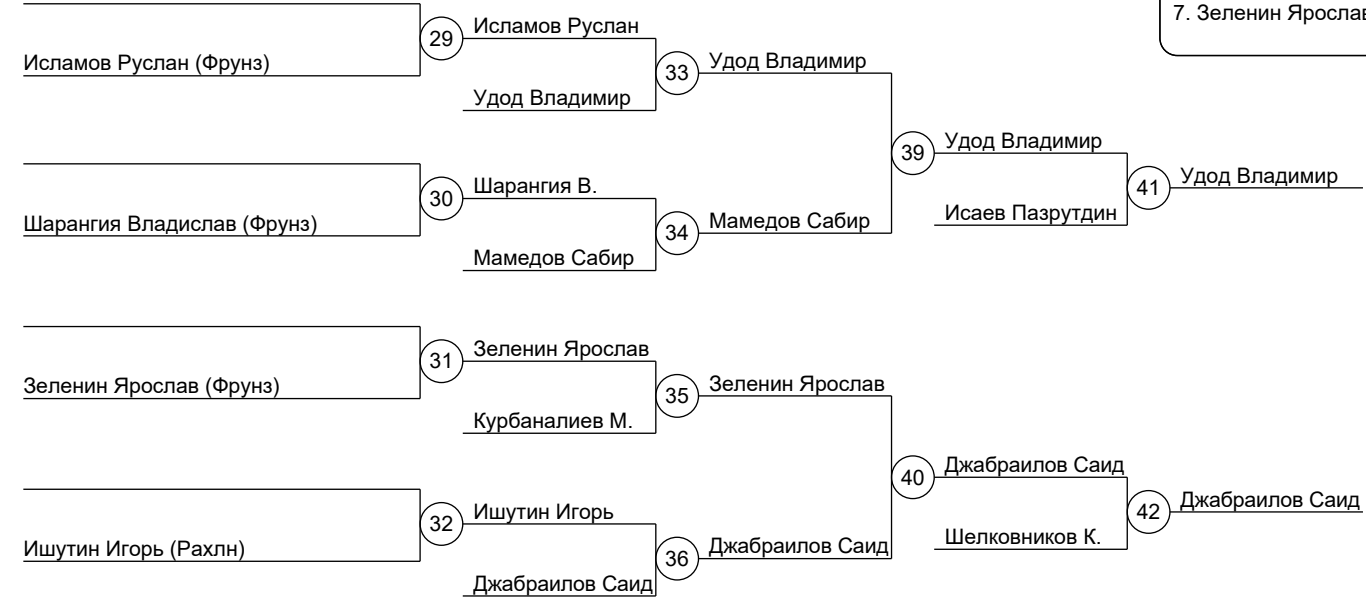 7. Зеленин Ярослав
Исламов Руслан
29
Исламов Руслан (Фрунз)
Удод Владимир
33
Удод Владимир
Удод Владимир
39
Удод Владимир
41
Исаев Пазрутдин
Шарангия В.
30
Шарангия Владислав (Фрунз)
Мамедов Сабир
34
Мамедов Сабир
Зеленин Ярослав
31
Зеленин Ярослав (Фрунз)
Зеленин Ярослав
35
Курбаналиев М.
Джабраилов Саид
40
Джабраилов Саид
42
Шелковников К.
Ишутин Игорь
32
Ишутин Игорь (Рахлн)
Джабраилов Саид
36
Джабраилов Саид